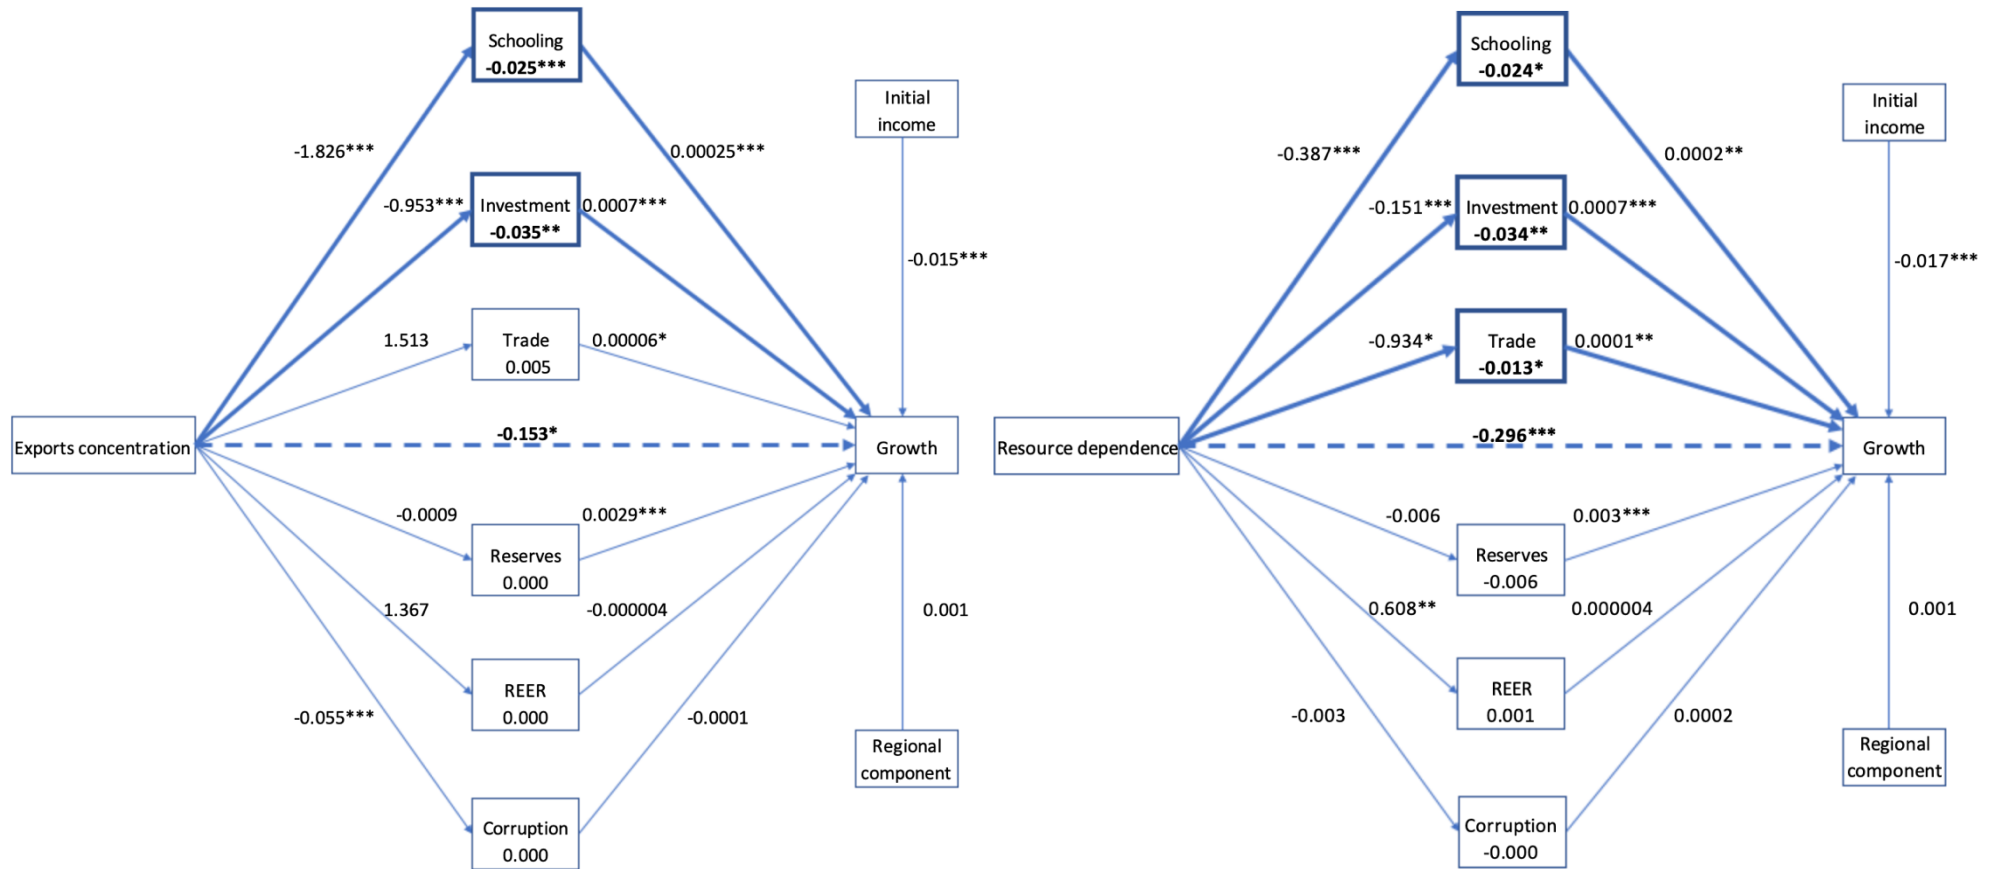 Schooling
-0.025***
Initial
income
-1.826***
0.00025***
-0.953***
Investment
-0.035**
0.0007***
-0.015***
1.513
Trade
0.005
0.00006*
Exports concentration
-0.153*
Growth
-0.0009
Reserves
0.000
0.0029***
1.367
REER
0.000
-0.000004
0.001
-0.055***
Corruption
0.000
-0.0001
Regional
component
Schooling
-0.024*
Initial
income
-0.387***
0.0002**
-0.151***
Investment
-0.034**
0.0007***
-0.017***
-0.934*
Trade
-0.013*
0.0001**
Resource dependence
-0.296***
Growth
-0.006
Reserves
-0.006
0.003***
0.608**
REER
0.001
0.000004
0.001
-0.003
Corruption
-0.000
0.0002
Regional
component